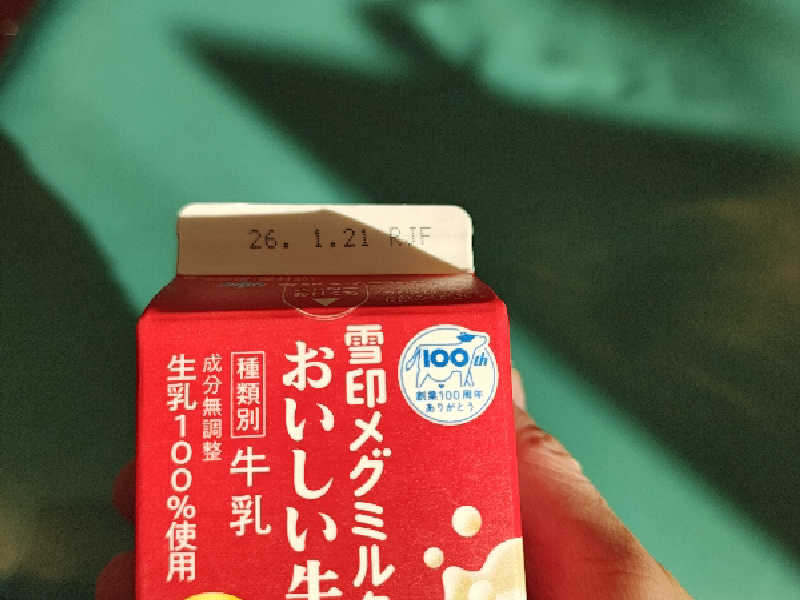 26. 1.21 RJF
100th
創業100周年
ありがとう
雪印メグミルク
おいしい牛
種類別
牛乳
成分無調整
生乳100%使用